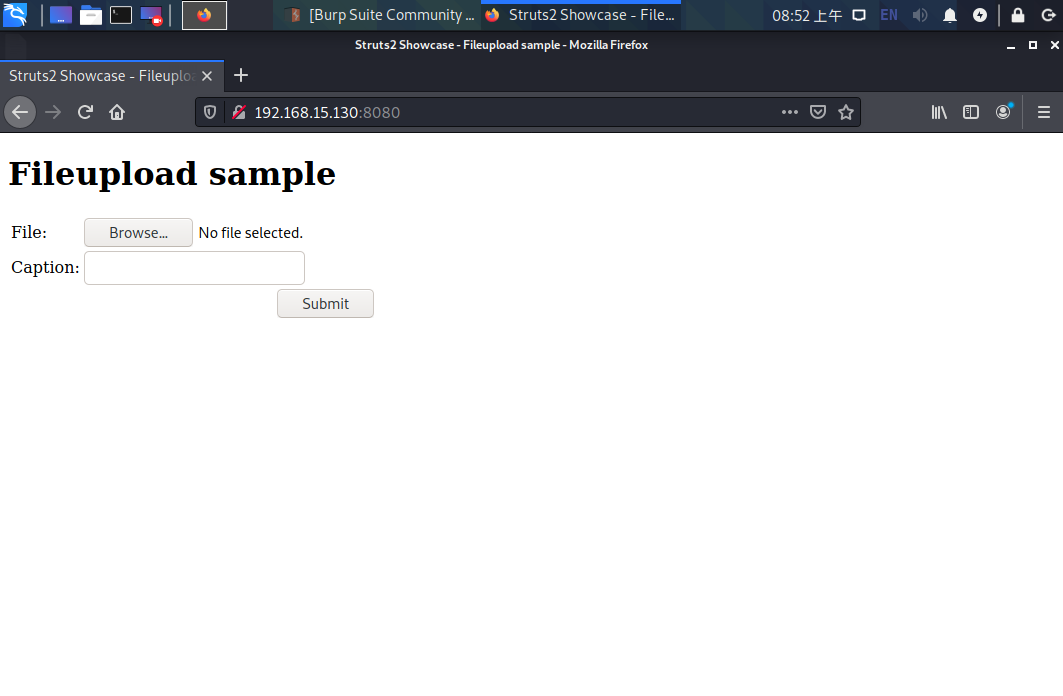 [Burp Suite Community ... Struts2 Showcase - File... 08:52 上午 EN
Struts2 Showcase - Fileupload sample - Mozilla Firefox
Struts2 Showcase - Fileuplo
192.168.15.130:8080
Fileupload sample
File: Browse... No file selected.
Caption:
Submit